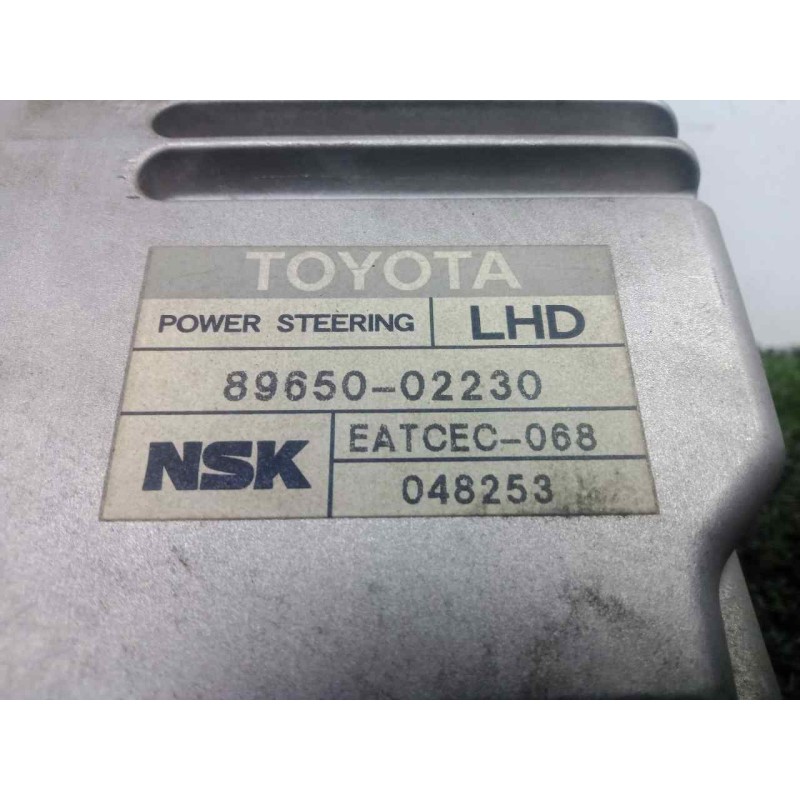 TOYOTA
POWER STEERING LHD
89650-02230
NSK EATCEC-068
048253